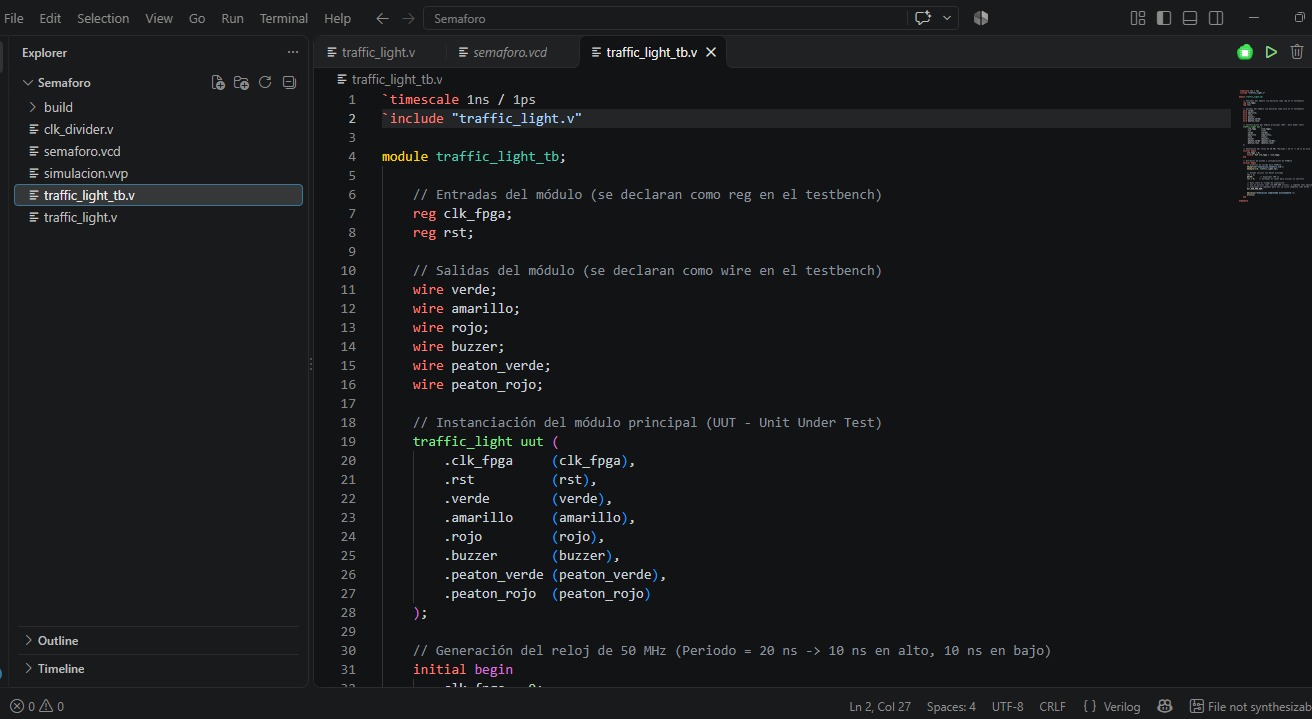 File Edit Selection View Go Run Terminal Help Semaforo
Explorer
Semaforo
build
clk_divider.v
semaforo.vcd
simulacion.vvp
traffic_light_tb.v
traffic_light.v
Outline
Timeline
traffic_light.v semaforo.vcd traffic_light_tb.v
traffic_light_tb.v
1 `timescale 1ns / 1ps
2 `include "traffic_light.v"
3
4 module traffic_light_tb;
5
6 // Entradas del módulo (se declaran como reg en el testbench)
7 reg clk_fpga;
8 reg rst;
9
10 // Salidas del módulo (se declaran como wire en el testbench)
11 wire verde;
12 wire amarillo;
13 wire rojo;
14 wire buzzer;
15 wire peaton_verde;
16 wire peaton_rojo;
17
18 // Instanciación del módulo principal (UUT - Unit Under Test)
19 traffic_light uut (
20 .clk_fpga (clk_fpga),
21 .rst (rst),
22 .verde (verde),
23 .amarillo (amarillo),
24 .rojo (rojo),
25 .buzzer (buzzer),
26 .peaton_verde (peaton_verde),
27 .peaton_rojo (peaton_rojo)
28 );
29
30 // Generación del reloj de 50 MHz (Periodo = 20 ns -> 10 ns en alto, 10 ns en bajo)
31 initial begin
0 0 Ln 2, Col 27 Spaces: 4 UTF-8 CRLF { } Verilog File not synthesizab